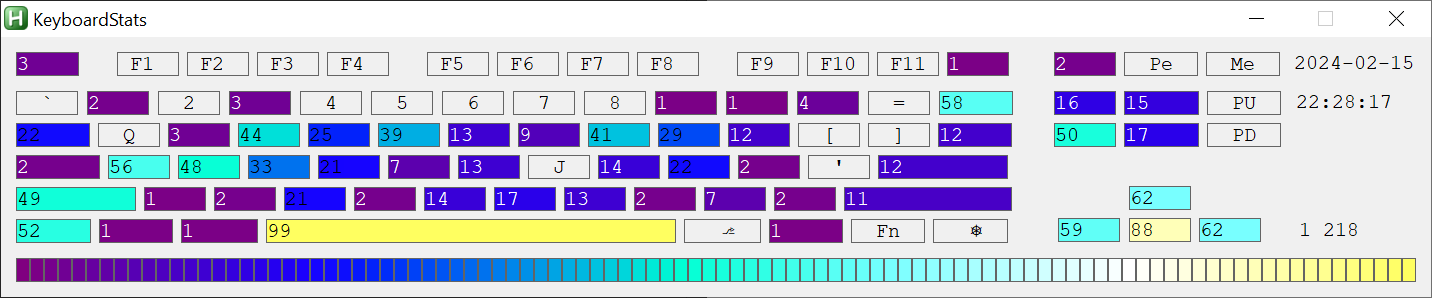 KeyboardStats
3 F1 F2 F3 F4 F5 F6 F7 F8 F9 F10 F11 1 2 Pe Me 2024-02-15
` 2 2 3 4 5 6 7 8 1 1 4 = 58 16 15 PU 22:28:17
22 Q 3 44 25 39 13 9 41 29 12 [ ] 12 50 17 PD
2 56 48 33 21 7 13 J 14 22 2 ' 12
49 1 2 21 2 14 17 13 2 7 2 11 62
52 1 1 99 ⎇ 1 Fn ❄ 59 88 62 1 218